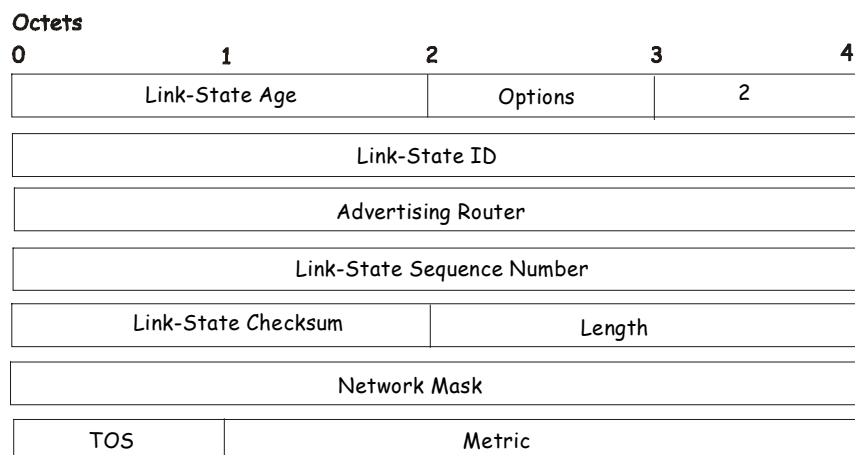 Octets
0 1 2 3 4
Link-State Age Options 2
Link-State ID
Advertising Router
Link-State Sequence Number
Link-State Checksum Length
Network Mask
TOS Metric